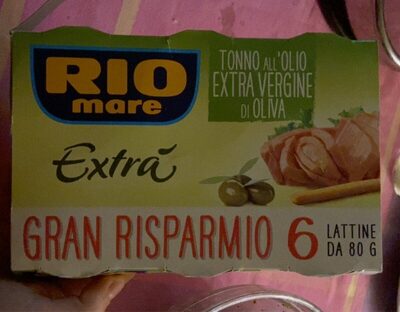 RIO
mare
TONNO ALL'OLIO
EXTRA VERGINE
DI OLIVA
Extra
GRAN RISPARMIO 6 LATTINE
DA 80 G